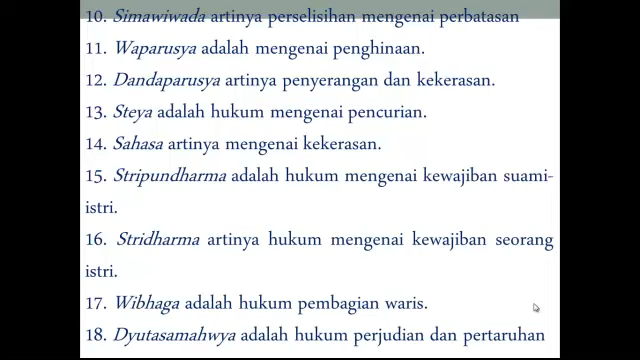 10. Simawiwada artinya perselisihan mengenai perbatasan
11. Waparusya adalah mengenai penghinaan.
12. Dandaparusya artinya penyerangan dan kekerasan.
13. Steya adalah hukum mengenai pencurian.
14. Sahasa artinya mengenai kekerasan.
15. Stripundharma adalah hukum mengenai kewajiban suami-
istri.
16. Stridharma artinya hukum mengenai kewajiban seorang
istri.
17. Wibhaga adalah hukum pembagian waris.
18. Dyutasamahwya adalah hukum perjudian dan pertaruhan